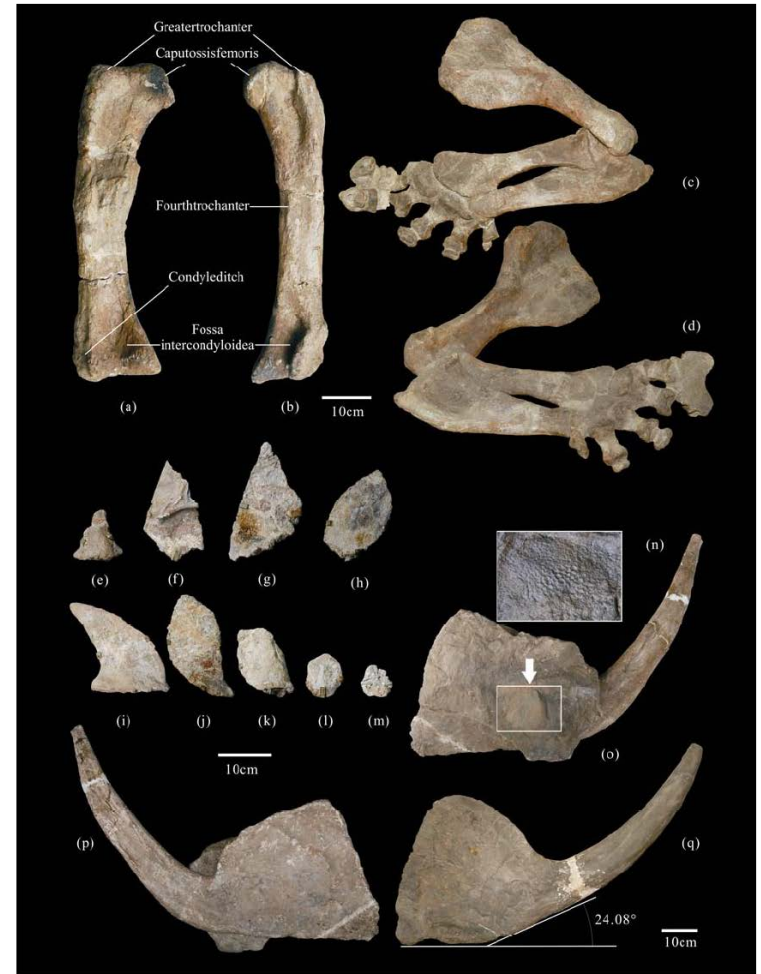 Greatertrochanter
Caputossisfemoris
Fourthtrochanter
Condyleditch
Fossa
intercondyloidea
(a)
(b)
10cm
(c)
(d)
(e)
(f)
(g)
(h)
(i)
(j)
(k)
(l)
(m)
10cm
(n)
(o)
(p)
(q)
24.08°
10cm